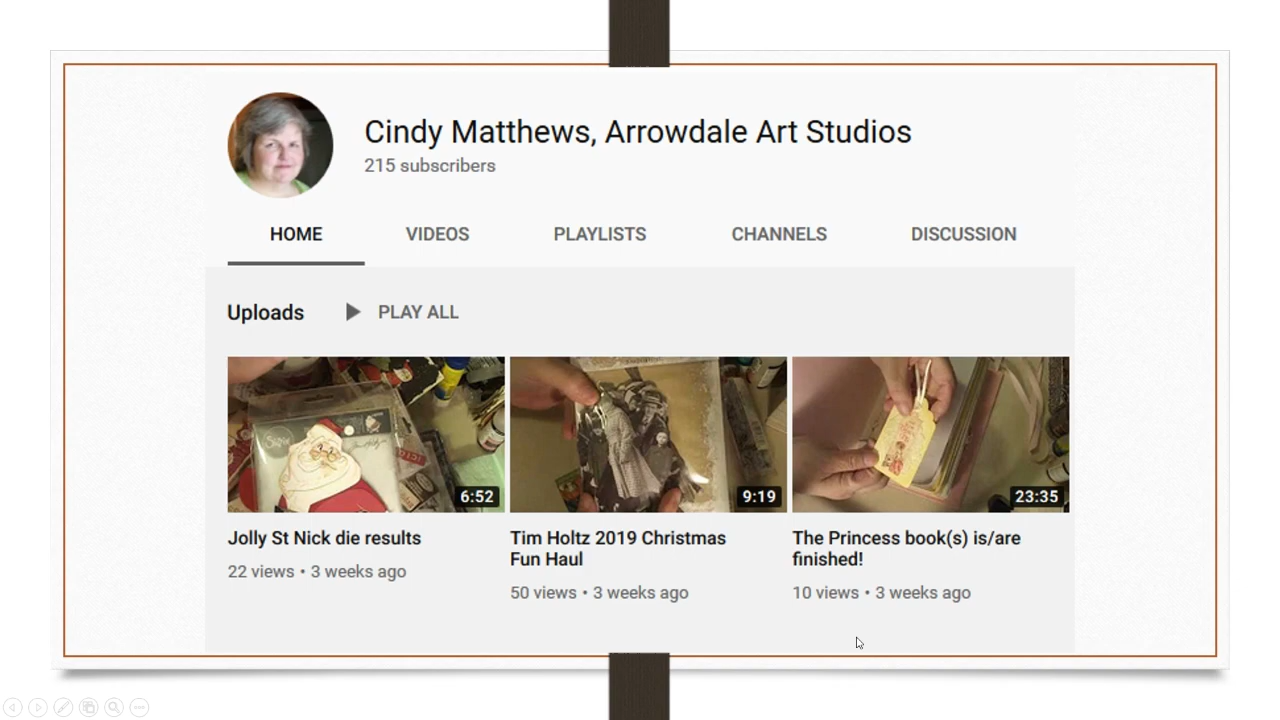 Cindy Matthews, Arrowdale Art Studios
215 subscribers
HOME VIDEOS PLAYLISTS CHANNELS DISCUSSION
Uploads PLAY ALL
6:52 9:19 23:35
Jolly St Nick die results
22 views • 3 weeks ago
Tim Holtz 2019 Christmas
Fun Haul
50 views • 3 weeks ago
The Princess book(s) is/are
finished!
10 views • 3 weeks ago